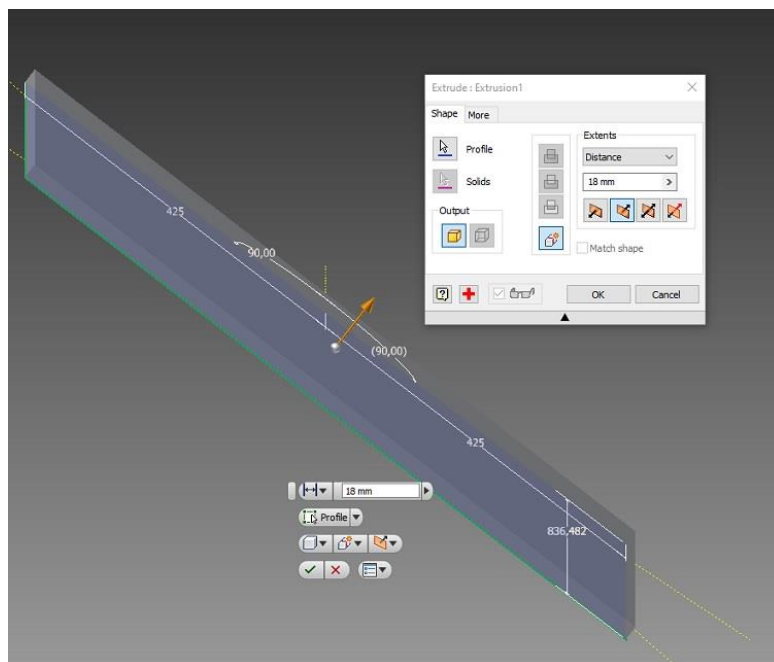 Extrude : Extrusion1
Shape
More
Profile
Solids
Output
Extents
Distance
18 mm
Match shape
OK
Cancel
425
90,00
(90,00)
425
836,482
18 mm
Profile